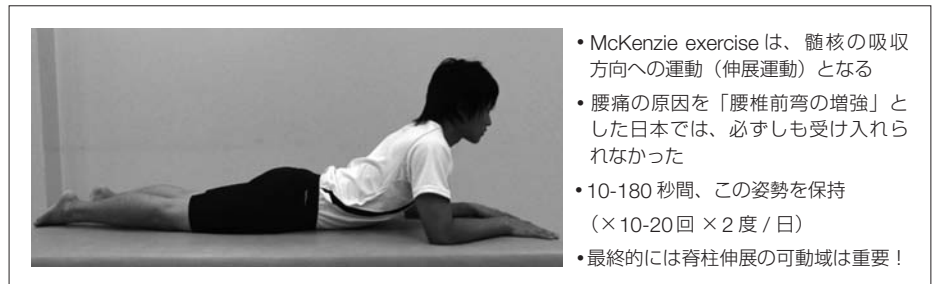 • McKenzie exercise は、髄核の吸収
方向への運動（伸展運動）となる
• 腰痛の原因を「腰椎前弯の増強」と
した日本では、必ずしも受け入れら
れなかった
• 10-180 秒間、この姿勢を保持
（×10-20回 ×2 度 / 日）
• 最終的には脊柱伸展の可動域は重要！